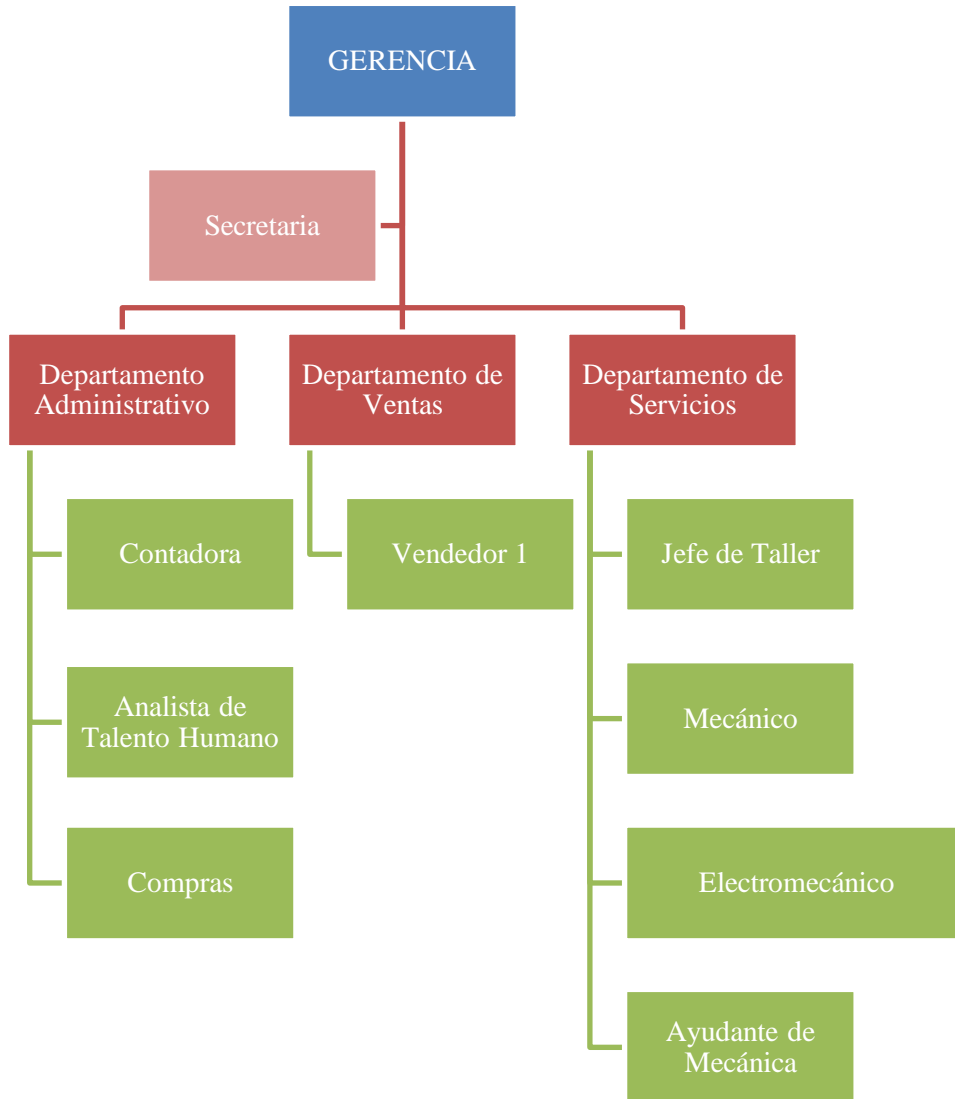 GERENCIA
Secretaria
Departamento
Administrativo
Departamento de
Ventas
Departamento de
Servicios
Contadora
Vendedor 1
Jefe de Taller
Analista de
Talento Humano
Mecánico
Compras
Electromecánico
Ayudante de
Mecánica